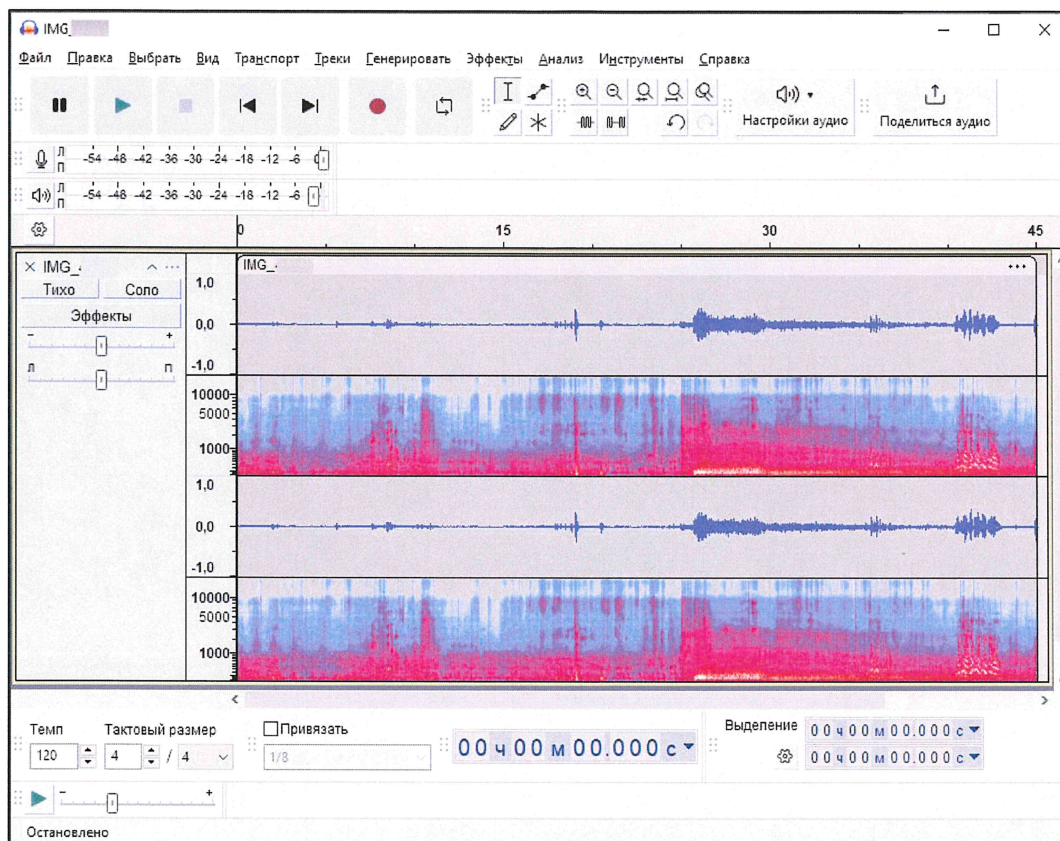 IMG_
Файл Правка Выбрать Вид Транспорт Треки Генерировать Эффекты Анализ Инструменты Справка
Настройки аудио Поделиться аудио
Л П -54 -48 -42 -36 -30 -24 -18 -12 -6 0
Л П -54 -48 -42 -36 -30 -24 -18 -12 -6
0 15 30 45
IMG_
IMG_
Тихо Соло
Эффекты
- +
Л П
1,0
0,0
-1,0
10000
5000
1000
1,0
0,0
-1,0
10000
5000
1000
Темп Тактовый размер Привязать
120 4 / 4 1/8
00 ч 00 м 00.000 с
Выделение 00 ч 00 м 00.000 с
00 ч 00 м 00.000 с
- +
Остановлено